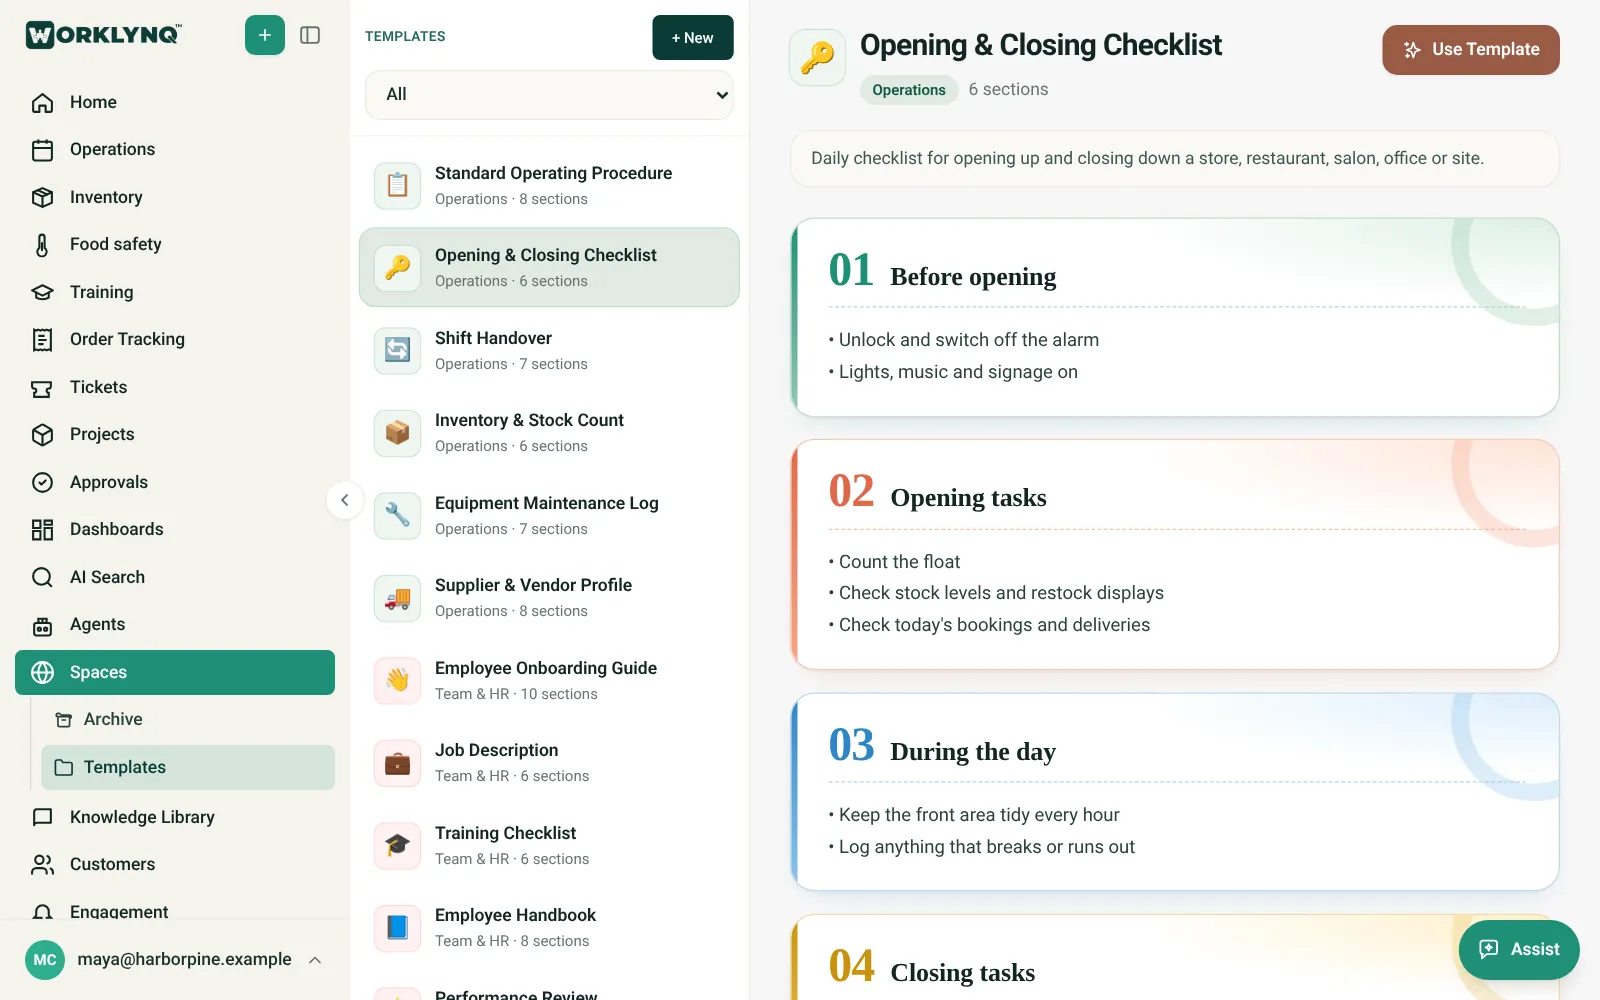 WORKLYNQ™
+
Home
Operations
Inventory
Food safety
Training
Order Tracking
Tickets
Projects
Approvals
Dashboards
AI Search
Agents
Spaces
Archive
Templates
Knowledge Library
Customers
Engagement
MC
maya@harborpine.example
TEMPLATES
+ New
All
Standard Operating Procedure
Operations · 8 sections
Opening & Closing Checklist
Operations · 6 sections
Shift Handover
Operations · 7 sections
Inventory & Stock Count
Operations · 6 sections
Equipment Maintenance Log
Operations · 7 sections
Supplier & Vendor Profile
Operations · 8 sections
Employee Onboarding Guide
Team & HR · 10 sections
Job Description
Team & HR · 6 sections
Training Checklist
Team & HR · 6 sections
Employee Handbook
Team & HR · 8 sections
Performance Review
Opening & Closing Checklist
Operations 6 sections
Use Template
Daily checklist for opening up and closing down a store, restaurant, salon, office or site.
01 Before opening
• Unlock and switch off the alarm
• Lights, music and signage on
02 Opening tasks
• Count the float
• Check stock levels and restock displays
• Check today's bookings and deliveries
03 During the day
• Keep the front area tidy every hour
• Log anything that breaks or runs out
04 Closing tasks
Assist